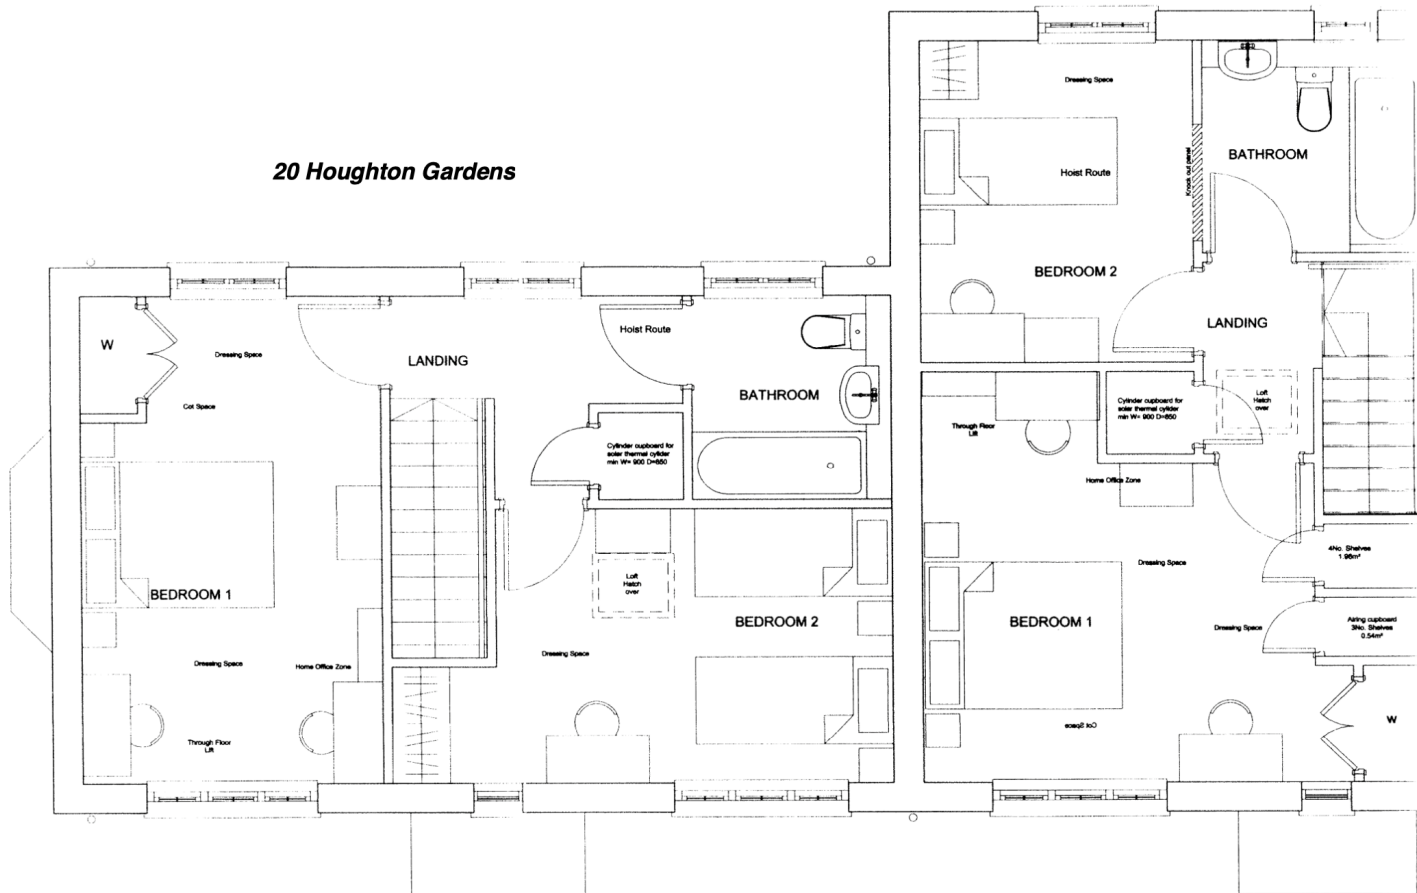 20 Houghton Gardens
W
Dressing Space
Cot Space
LANDING
Hoist Route
BATHROOM
Cylinder cupboard for
soler thermal cylider
min W= 900 D=850
BEDROOM 1
Dressing Space
Home Office Zone
Through Floor
Lift
Loft
Hatch
over
BEDROOM 2
Dressing Space
Dressing Space
Hoist Route
Knock out panel
BATHROOM
BEDROOM 2
LANDING
Through Floor
Lift
Cylinder cupboard for
soler thermal cylider
min W= 900 D=850
Loft
Hatch
over
Home Office Zone
4No. Shelves
1.98m²
Dressing Space
BEDROOM 1
Dressing Space
Airing cupboard
3No. Shelves
0.54m²
Cot Space
W